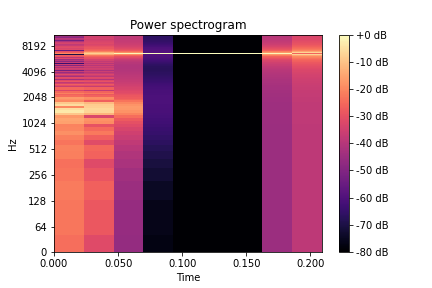 Power spectrogram
Hz
8192
4096
2048
1024
512
256
128
64
0
0.000 0.050 0.100 0.150 0.200
Time
+0 dB
-10 dB
-20 dB
-30 dB
-40 dB
-50 dB
-60 dB
-70 dB
-80 dB